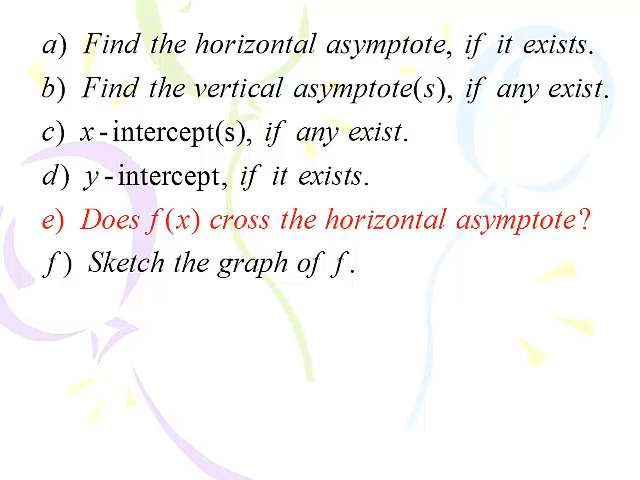 a) Find the horizontal asymptote, if it exists.
b) Find the vertical asymptote(s), if any exist.
c) x-intercept(s), if any exist.
d) y-intercept, if it exists.
e) Does f(x) cross the horizontal asymptote?
f) Sketch the graph of f.